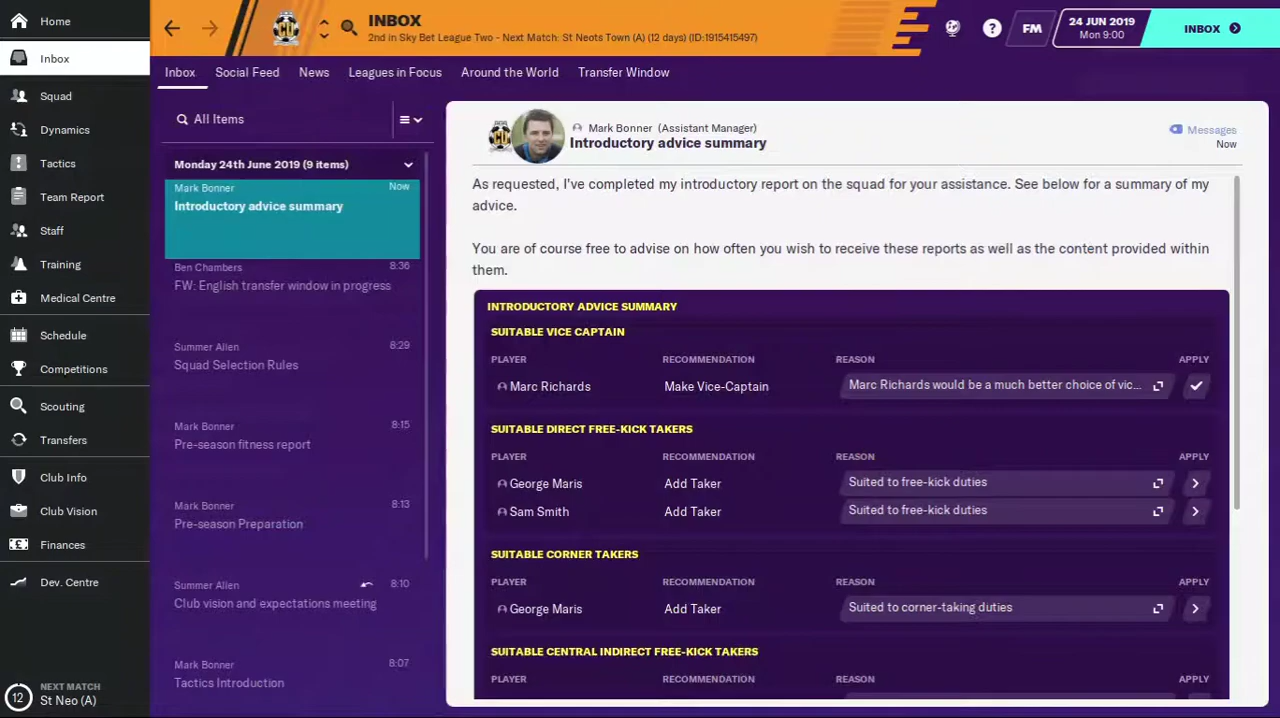 Home
Inbox
Squad
Dynamics
Tactics
Team Report
Staff
Training
Medical Centre
Schedule
Competitions
Scouting
Transfers
Club Info
Club Vision
Finances
Dev. Centre
12
NEXT MATCH
St Neo (A)
INBOX
2nd in Sky Bet League Two - Next Match: St Neots Town (A) (12 days) (ID:1915415497)
?
FM
24 JUN 2019
Mon 9:00
INBOX
Inbox
Social Feed
News
Leagues in Focus
Around the World
Transfer Window
All Items
Monday 24th June 2019 (9 items)
Mark Bonner Now
Introductory advice summary
Ben Chambers 8:36
FW: English transfer window in progress
Summer Allen 8:29
Squad Selection Rules
Mark Bonner 8:15
Pre-season fitness report
Mark Bonner 8:13
Pre-season Preparation
Summer Allen 8:10
Club vision and expectations meeting
Mark Bonner 8:07
Tactics Introduction
Mark Bonner (Assistant Manager)
Introductory advice summary
Messages
Now
As requested, I've completed my introductory report on the squad for your assistance. See below for a summary of my
advice.
You are of course free to advise on how often you wish to receive these reports as well as the content provided within
them.
INTRODUCTORY ADVICE SUMMARY
SUITABLE VICE CAPTAIN
PLAYER RECOMMENDATION REASON APPLY
Marc Richards Make Vice-Captain Marc Richards would be a much better choice of vic...
SUITABLE DIRECT FREE-KICK TAKERS
PLAYER RECOMMENDATION REASON APPLY
George Maris Add Taker Suited to free-kick duties
Sam Smith Add Taker Suited to free-kick duties
SUITABLE CORNER TAKERS
PLAYER RECOMMENDATION REASON APPLY
George Maris Add Taker Suited to corner-taking duties
SUITABLE CENTRAL INDIRECT FREE-KICK TAKERS
PLAYER RECOMMENDATION REASON APPLY